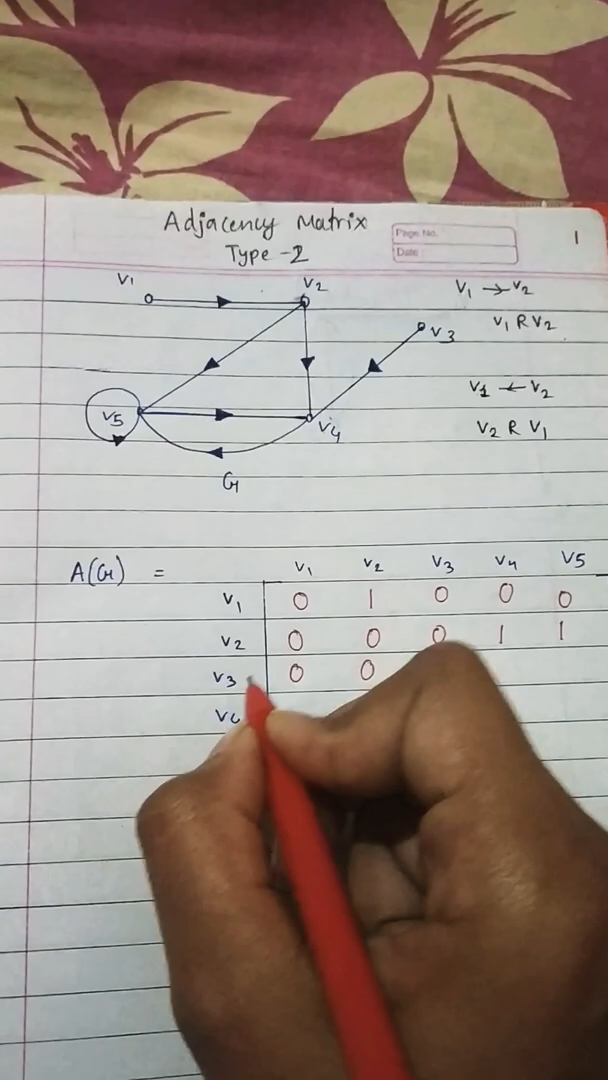 Adjacency Matrix
Type -2
Page No.
Date
1
V1 V2
V1 → V2
V3
V1 R V2
V1 ← V2
V5 V4
V2 R V1
G
A(G) =
V1 V2 V3 V4 V5
V1 0 1 0 0 0
V2 0 0 0 1 1
V3 0 0